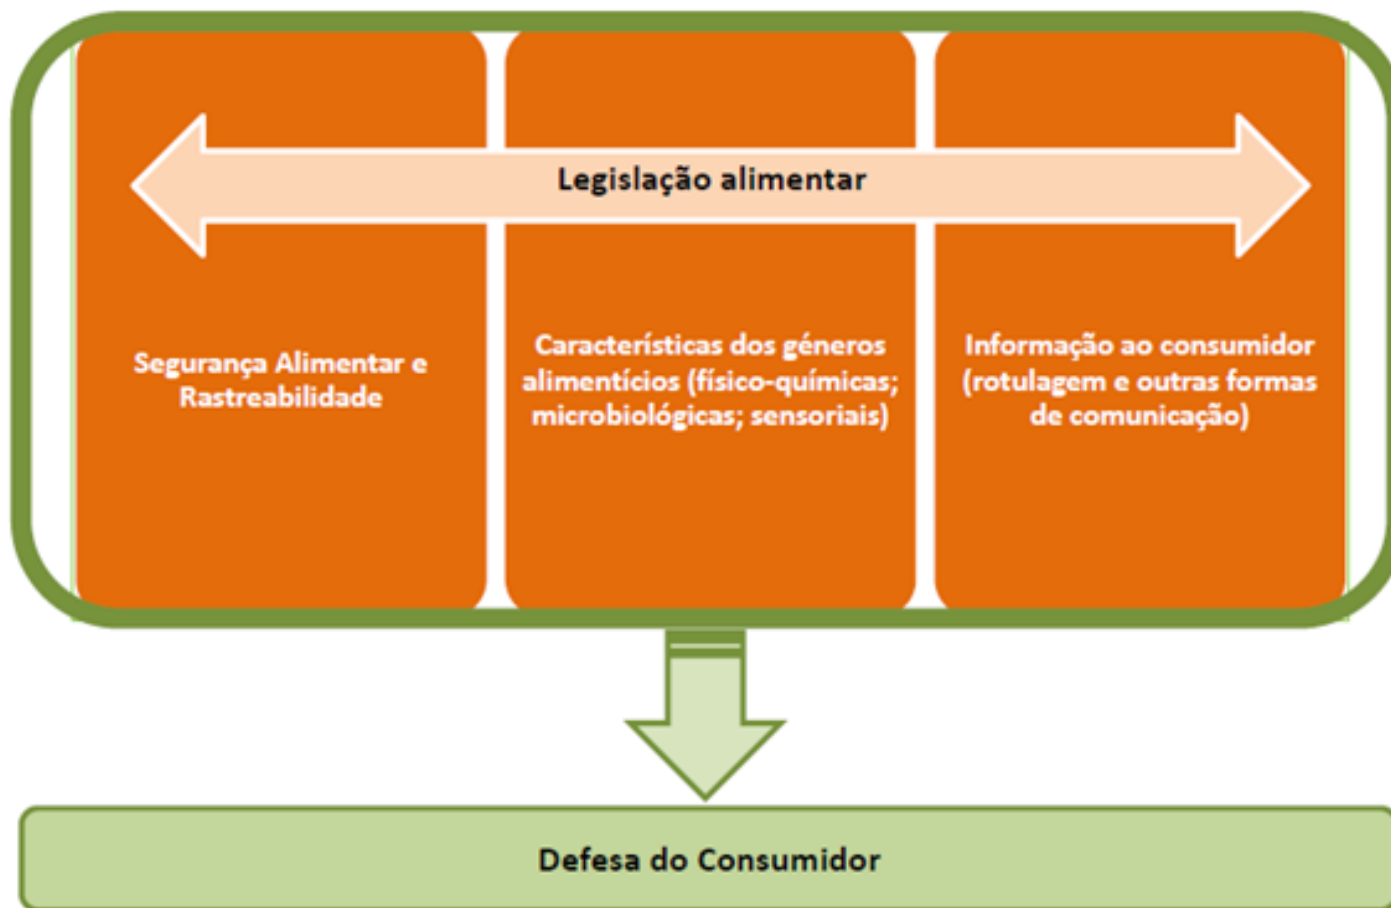 Legislação alimentar
Segurança Alimentar e
Rastreabilidade
Característícas dos géneros
alimentícios (físico-químicas;
microbiológicas; sensoriais)
Informação ao consumidor
(rotulagem e outras formas
de comunicação)
Defesa do Consumidor